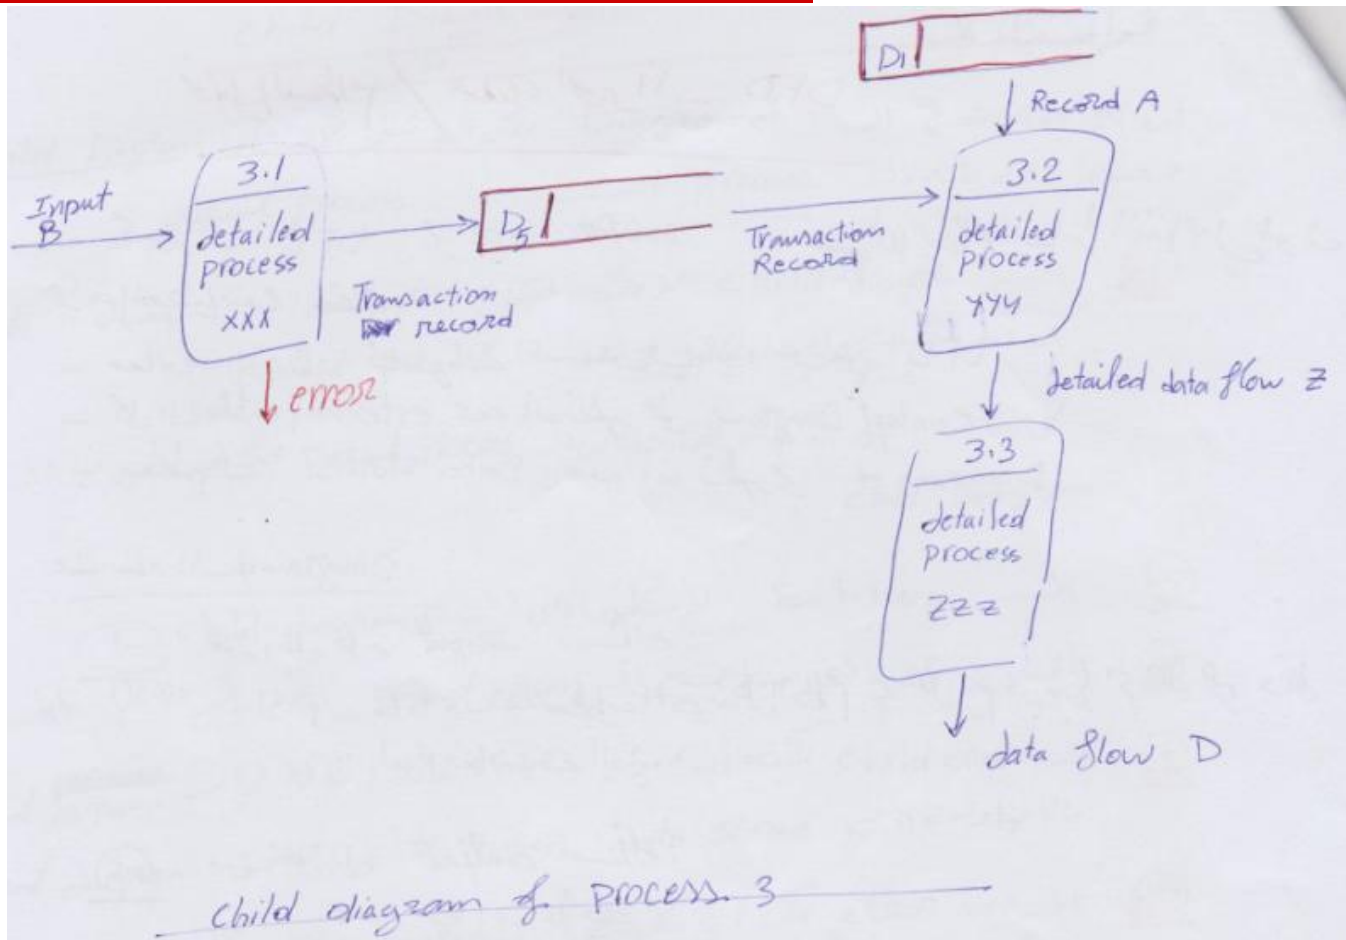 D1
Record A
3.1
3.2
Input
B
detailed
process
XXX
D5
Transaction
record
Transaction
Record
detailed
process
YYY
error
detailed data flow Z
3.3
detailed
process
ZZZ
data flow D
child diagram of process 3